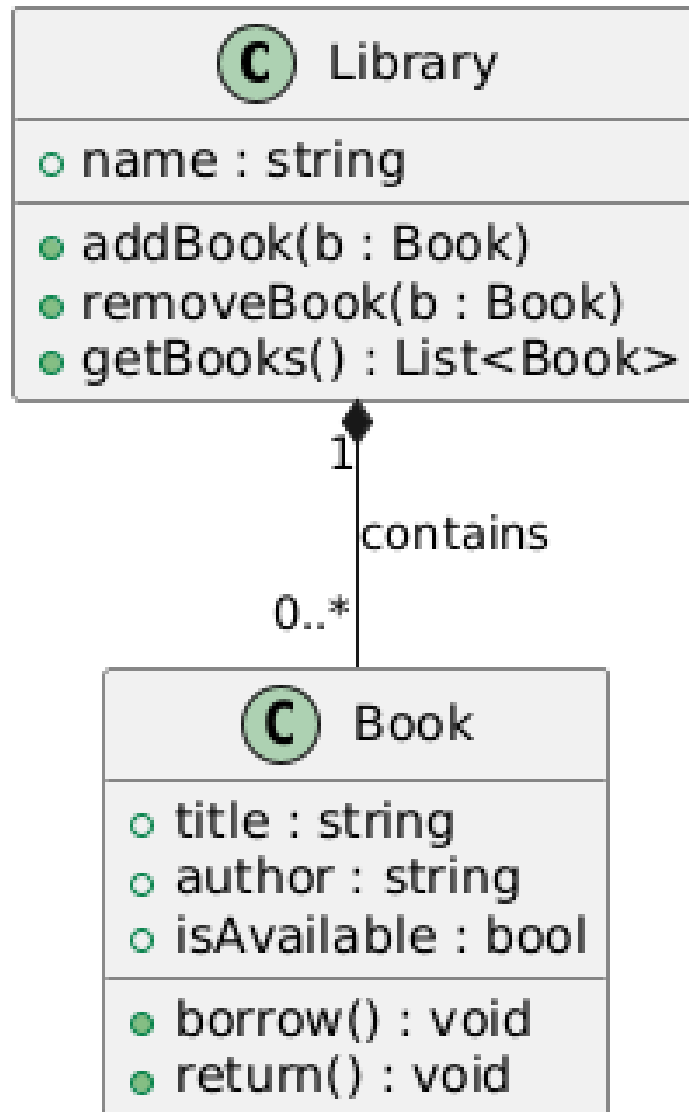 C Library
name : string
addBook(b : Book)
removeBook(b : Book)
getBooks() : List<Book>
1
contains
0..*
C Book
title : string
author : string
isAvailable : bool
borrow() : void
return() : void